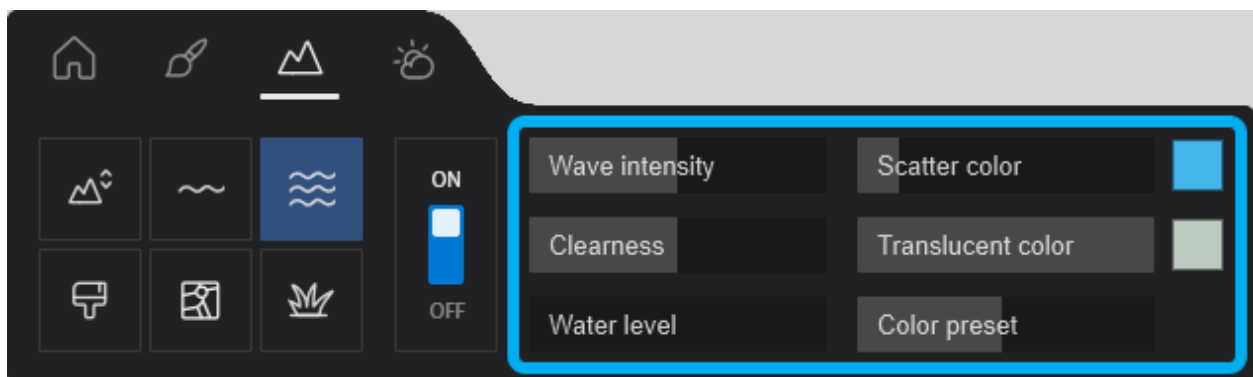 ON
OFF
Wave intensity
Clearness
Water level
Scatter color
Translucent color
Color preset